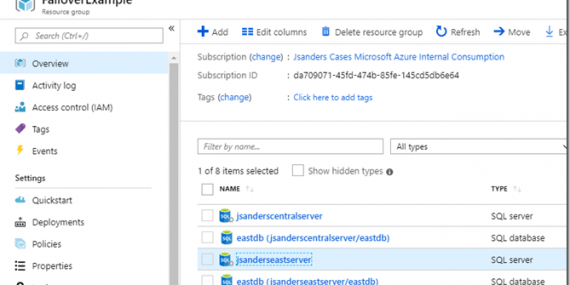 FailoverExample
Resource group
Search (Ctrl+/)
Overview
Activity log
Access control (IAM)
Tags
Events
Settings
Quickstart
Deployments
Policies
Properties
Add Edit columns Delete resource group Refresh Move
Subscription (change) : Jsanders Cases Microsoft Azure Internal Consumption
Subscription ID : da709071-45fd-474b-85fe-145cd5db6e64
Tags (change) : Click here to add tags
Filter by name... All types
1 of 8 items selected Show hidden types
NAME TYPE
jsanderscentralserver SQL server
eastdb (jsanderscentralserver/eastdb) SQL database
jsanderseastserver SQL server
eastdb (jsanderseastserver/eastdb) SQL database